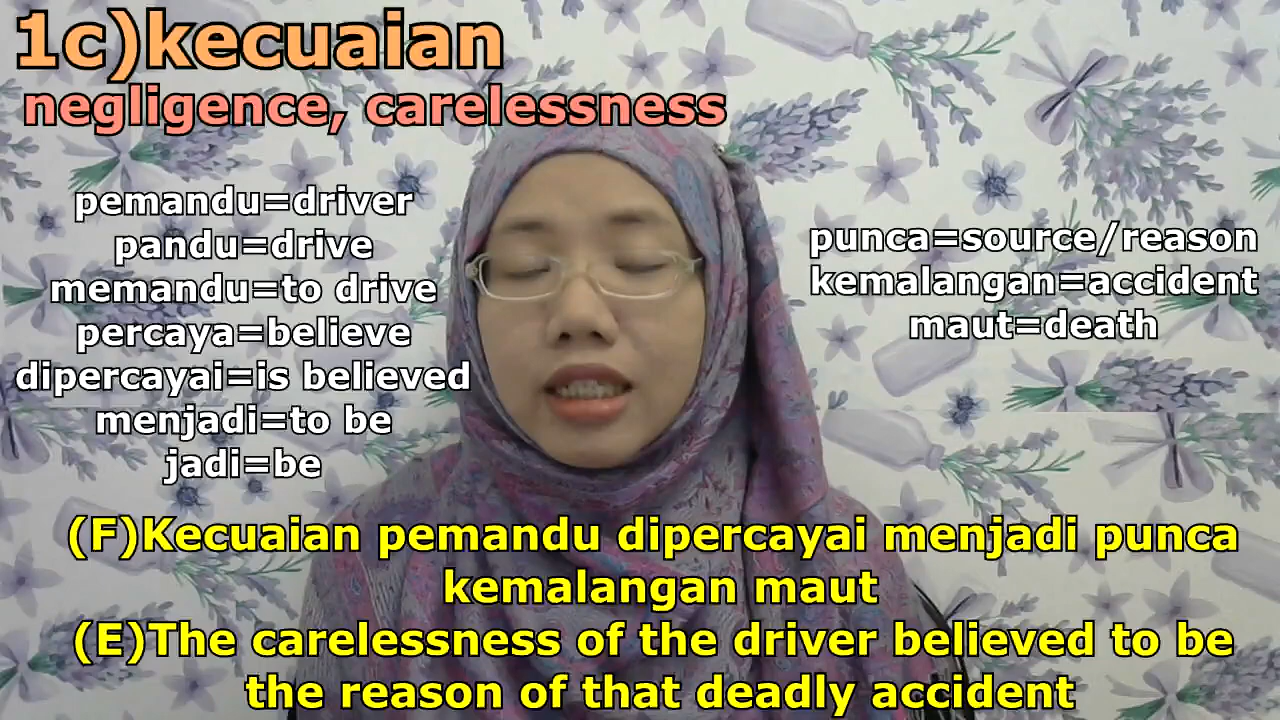 1c)kecuaian
negligence, carelessness
pemandu=driver
pandu=drive
memandu=to drive
percaya=believe
dipercayai=is believed
menjadi=to be
jadi=be
punca=source/reason
kemalangan=accident
maut=death
(F)Kecuaian pemandu dipercayai menjadi punca
kemalangan maut
(E)The carelessness of the driver believed to be
the reason of that deadly accident